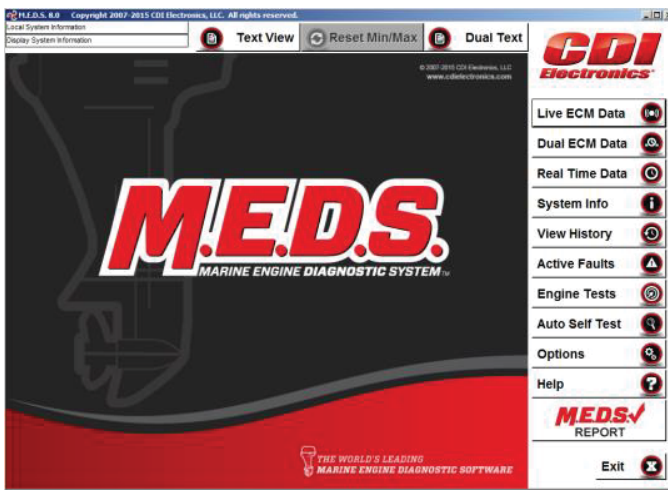 M.E.D.S. 8.0 Copyright 2007-2015 CDI Electronics, LLC. All rights reserved.
Local System Information
Display System Information
Text View
Reset Min/Max
Dual Text
© 2007-2015 CDI Electronics, LLC
www.cdielectronics.com
CDI
Electronics
Live ECM Data
Dual ECM Data
Real Time Data
System Info
View History
Active Faults
Engine Tests
Auto Self Test
Options
Help
M.E.D.S.
REPORT
Exit
M.E.D.S.
MARINE ENGINE DIAGNOSTIC SYSTEM TM
THE WORLD'S LEADING
MARINE ENGINE DIAGNOSTIC SOFTWARE